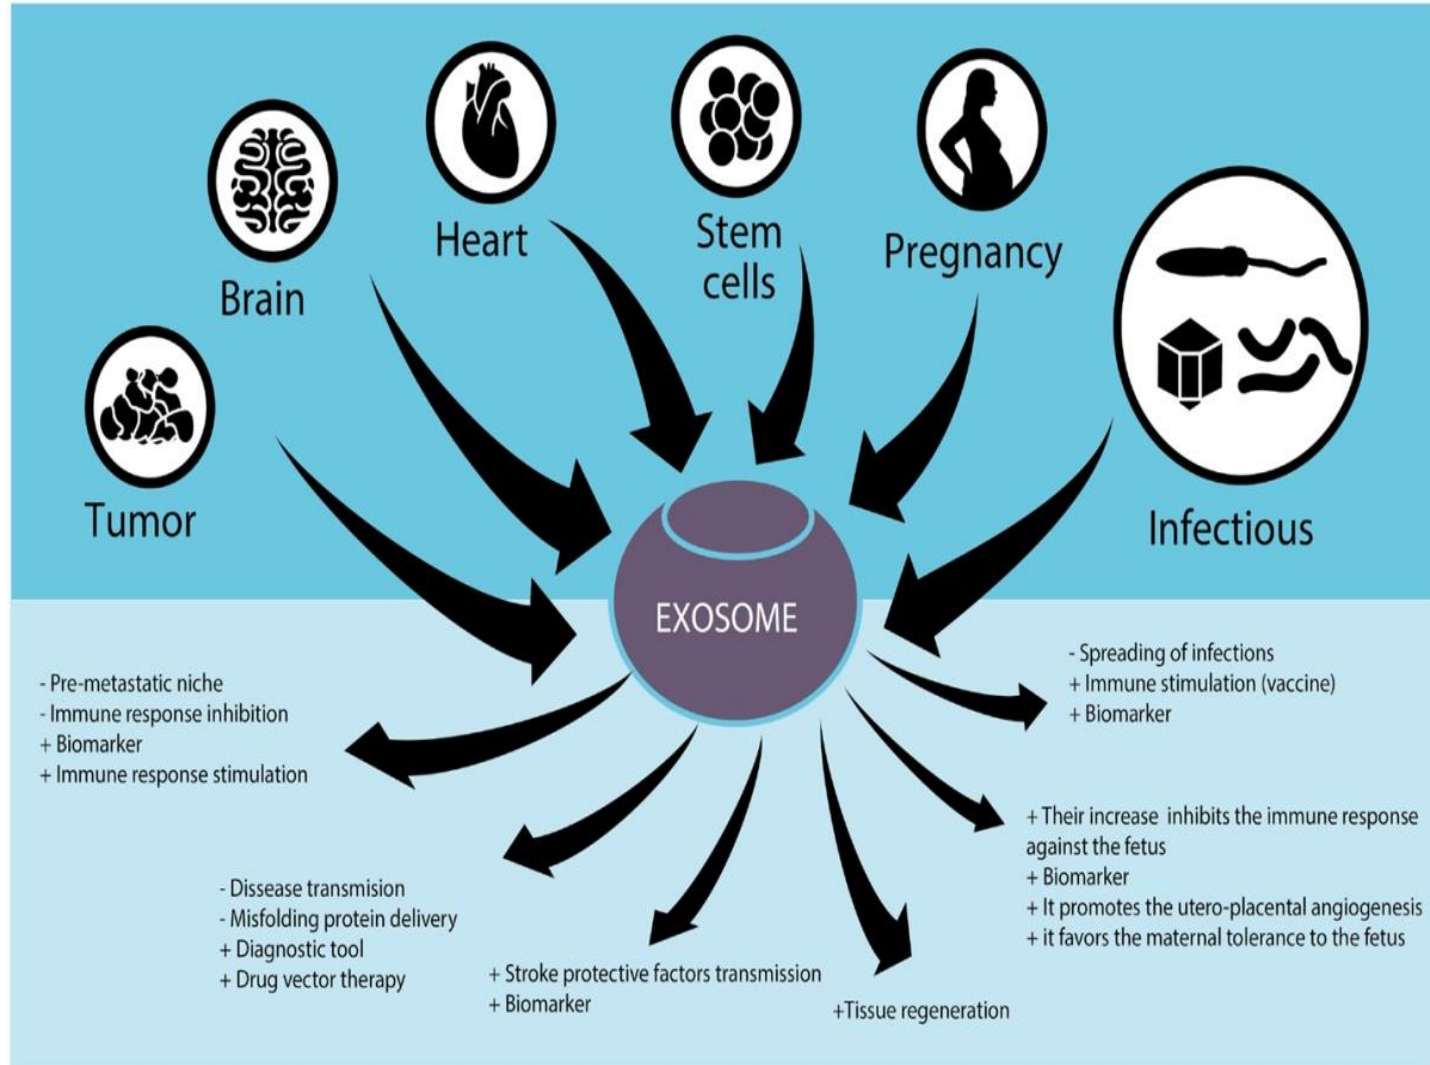 Heart
Stem
cells
Pregnancy
Brain
Tumor
Infectious
EXOSOME
- Pre-metastatic niche
- Immune response inhibition
+ Biomarker
+ Immune response stimulation
- Dissease transmision
- Misfolding protein delivery
+ Diagnostic tool
+ Drug vector therapy
+ Stroke protective factors transmission
+ Biomarker
+Tissue regeneration
+ Their increase inhibits the immune response
against the fetus
+ Biomarker
+ It promotes the utero-placental angiogenesis
+ it favors the maternal tolerance to the fetus
- Spreading of infections
+ Immune stimulation (vaccine)
+ Biomarker